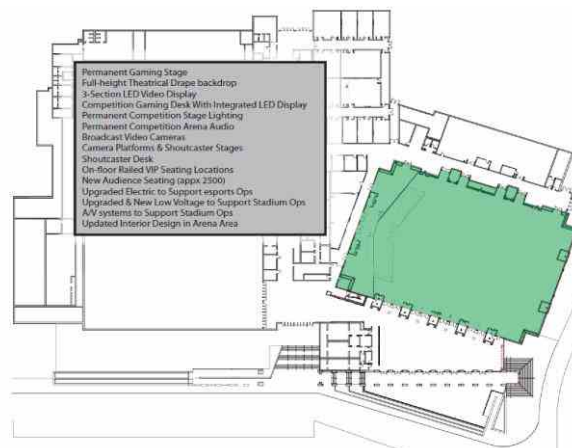 Permanent Gaming Stage
Full-height Theatrical Drape backdrop
3-Section LED Video Display
Competition Gaming Desk With Integrated LED Display
Permanent Competition Stage Lighting
Permanent Competition Arena Audio
Broadcast Video Cameras
Camera Platforms & Shoutcaster Stages
Shoutcaster Desk
On-floor Railed VIP Seating Locations
New Audience Seating (appx 2500)
Upgraded Electric to Support esports Ops
Upgraded & New Low Voltage to Support Stadium Ops
A/V systems to Support Stadium Ops
Updated Interior Design in Arena Area